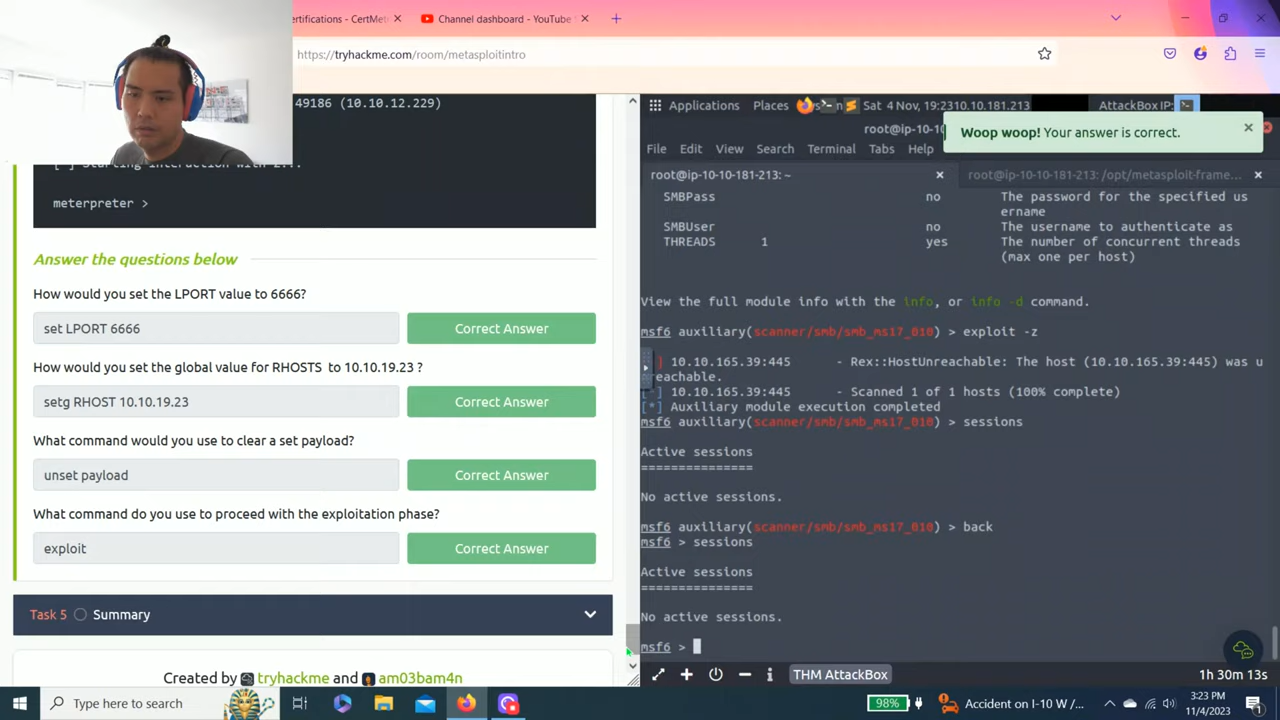 ertifications - CertMet
Channel dashboard - YouTube
https://tryhackme.com/room/metasploitintro
49186 (10.10.12.229)
meterpreter >
Answer the questions below
How would you set the LPORT value to 6666?
set LPORT 6666
Correct Answer
How would you set the global value for RHOSTS to 10.10.19.23 ?
setg RHOST 10.10.19.23
Correct Answer
What command would you use to clear a set payload?
unset payload
Correct Answer
What command do you use to proceed with the exploitation phase?
exploit
Correct Answer
Task 5 Summary
Created by tryhackme and am03bam4n
Applications Places Sat 4 Nov, 19:23 10.10.181.213 AttackBox IP:
root@ip-10-10
Woop woop! Your answer is correct.
File Edit View Search Terminal Tabs Help
root@ip-10-10-181-213: ~
root@ip-10-10-181-213: /opt/metasploit-frame...
SMBPass no The password for the specified us
ername
SMBUser no The username to authenticate as
THREADS 1 yes The number of concurrent threads
(max one per host)
View the full module info with the info, or info -d command.
msf6 auxiliary(scanner/smb/smb_ms17_010) > exploit -z
] 10.10.165.39:445 - Rex::HostUnreachable: The host (10.10.165.39:445) was u
reachable.
[*] 10.10.165.39:445 - Scanned 1 of 1 hosts (100% complete)
[*] Auxiliary module execution completed
msf6 auxiliary(scanner/smb/smb_ms17_010) > sessions
Active sessions
===============
No active sessions.
msf6 auxiliary(scanner/smb/smb_ms17_010) > back
msf6 > sessions
Active sessions
===============
No active sessions.
msf6 >
THM AttackBox
1h 30m 13s
Type here to search
98%
Accident on I-10 W /...
3:23 PM
11/4/2023